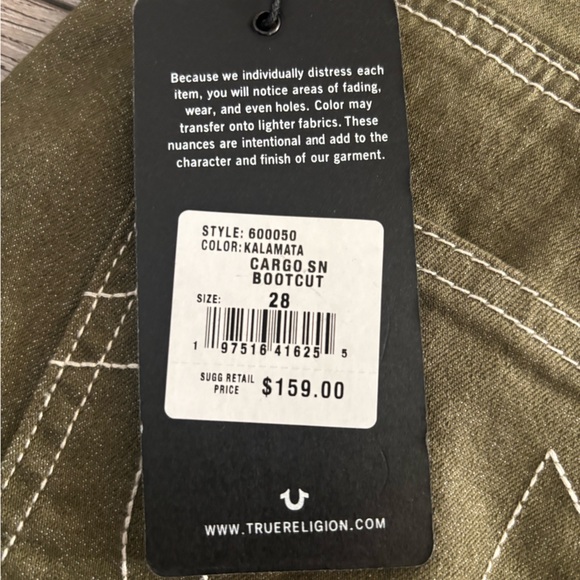 Because we individually distress each
item, you will notice areas of fading,
wear, and even holes. Color may
transfer onto lighter fabrics. These
nuances are intentional and add to the
character and finish of our garment.
STYLE: 600050
COLOR: KALAMATA
CARGO SN
BOOTCUT
SIZE: 28
1 97516 41625 5
SUGG RETAIL
PRICE $159.00
WWW.TRUERELIGION.COM